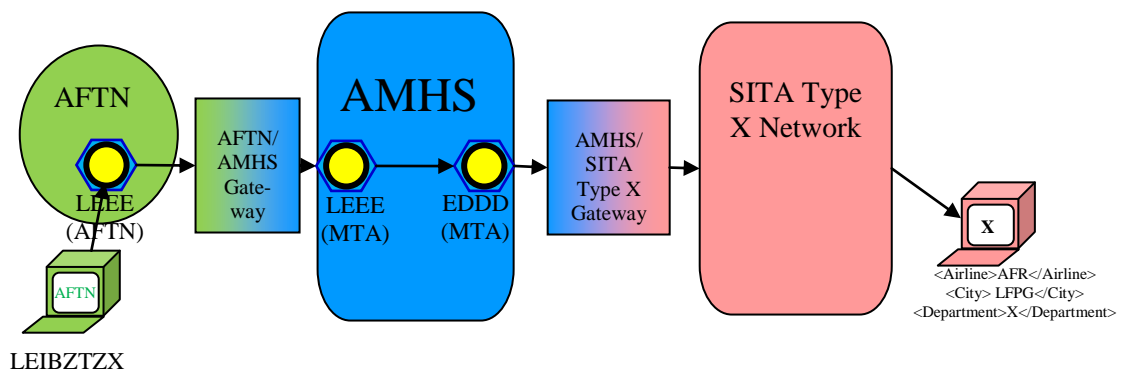 AFTN
LEEE
(AFTN)
AFTN
LEIBZTZX
AFTN/
AMHS
Gate-
way
AMHS
LEEE
(MTA)
EDDD
(MTA)
AMHS/
SITA
Type X
Gateway
SITA Type
X Network
X
<Airline>AFR</Airline>
<City> LFPG</City>
<Department>X</Department>